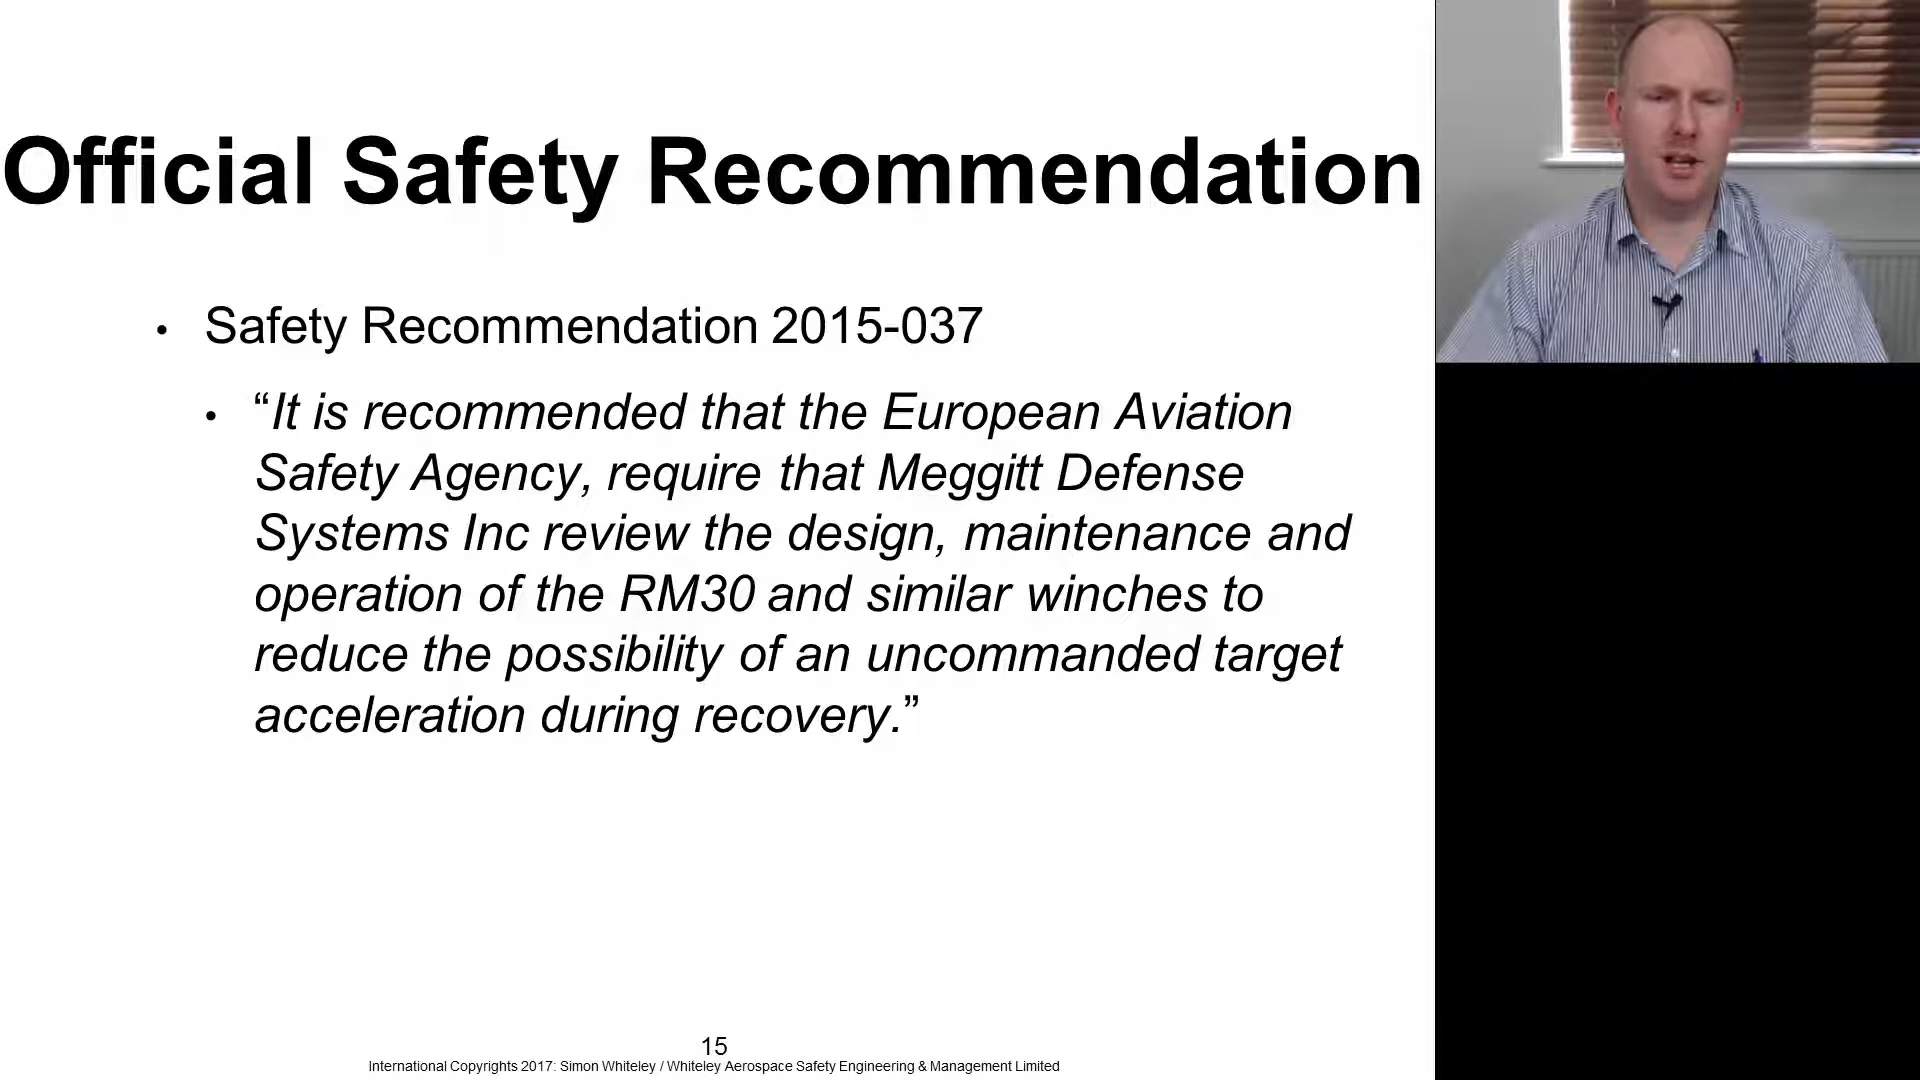 Official Safety Recommendation
• Safety Recommendation 2015-037
• “It is recommended that the European Aviation
Safety Agency, require that Meggitt Defense
Systems Inc review the design, maintenance and
operation of the RM30 and similar winches to
reduce the possibility of an uncommanded target
acceleration during recovery.”
15
International Copyrights 2017: Simon Whiteley / Whiteley Aerospace Safety Engineering & Management Limited